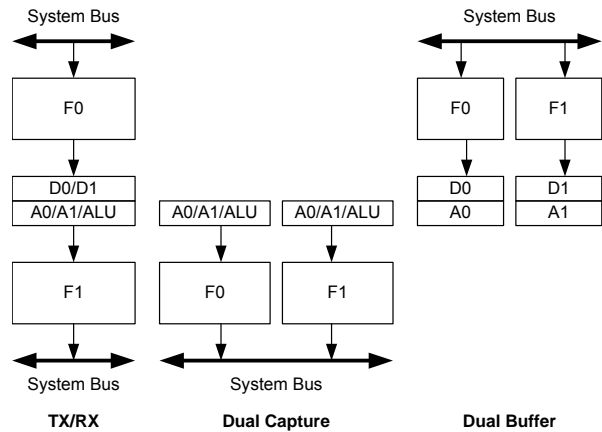 System Bus
System Bus
F0
F0
F1
D0/D1
A0/A1/ALU
D0
A0
D1
A1
A0/A1/ALU
A0/A1/ALU
F1
F0
F1
System Bus
System Bus
TX/RX
Dual Capture
Dual Buffer